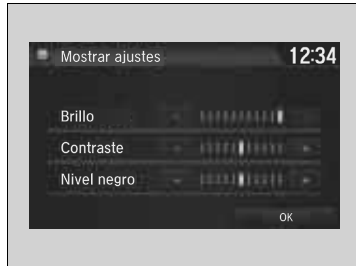 Mostrar ajustes 12:34
Brillo
Contraste
Nivel negro
OK